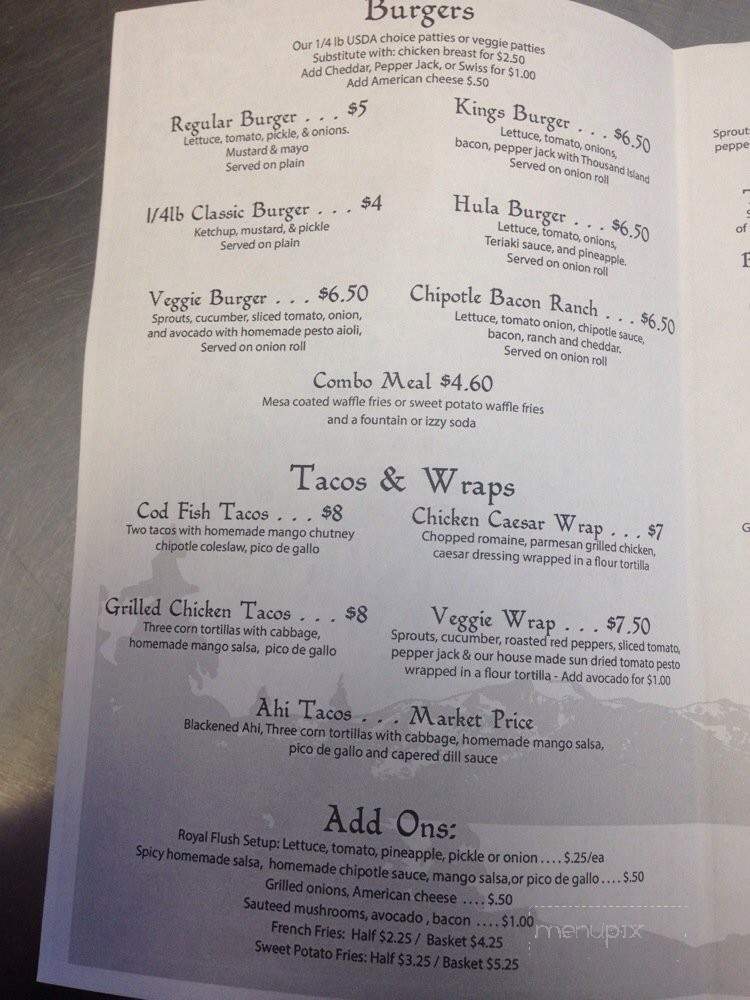 Burgers
Our 1/4 lb USDA choice patties or veggie patties
Substitute with: chicken breast for $2.50
Add Cheddar, Pepper Jack, or Swiss for $1.00
Add American cheese $.50
Regular Burger . . . $5
Lettuce, tomato, pickle, & onions.
Mustard & mayo
Served on plain
Kings Burger . . . $6.50
Lettuce, tomato, onions,
bacon, pepper jack with Thousand Island
Served on onion roll
1/4lb Classic Burger . . . $4
Ketchup, mustard, & pickle
Served on plain
Hula Burger . . . $6.50
Lettuce, tomato, onions,
Teriaki sauce, and pineapple.
Served on onion roll
Veggie Burger . . . $6.50
Sprouts, cucumber, sliced tomato, onion,
and avocado with homemade pesto aioli,
Served on onion roll
Chipotle Bacon Ranch . . . $6.50
Lettuce, tomato onion, chipotle sauce,
bacon, ranch and cheddar.
Served on onion roll
Combo Meal $4.60
Mesa coated waffle fries or sweet potato waffle fries
and a fountain or izzy soda
Tacos & Wraps
Cod Fish Tacos . . . $8
Two tacos with homemade mango chutney
chipotle coleslaw, pico de gallo
Chicken Caesar Wrap . . . $7
Chopped romaine, parmesan grilled chicken,
caesar dressing wrapped in a flour tortilla
Grilled Chicken Tacos . . . $8
Three corn tortillas with cabbage,
homemade mango salsa, pico de gallo
Veggie Wrap . . . $7.50
Sprouts, cucumber, roasted red peppers, sliced tomato,
pepper jack & our house made sun dried tomato pesto
wrapped in a flour tortilla - Add avocado for $1.00
Ahi Tacos . . . Market Price
Blackened Ahi, Three corn tortillas with cabbage, homemade mango salsa,
pico de gallo and capered dill sauce
Add Ons:
Royal Flush Setup: Lettuce, tomato, pineapple, pickle or onion .... $.25/ea
Spicy homemade salsa, homemade chipotle sauce, mango salsa,or pico de gallo .... $.50
Grilled onions, American cheese .... $.50
Sauteed mushrooms, avocado , bacon .... $1.00
French Fries: Half $2.25 / Basket $4.25
Sweet Potato Fries: Half $3.25 / Basket $5.25
Sprout
peppe
of
menupix